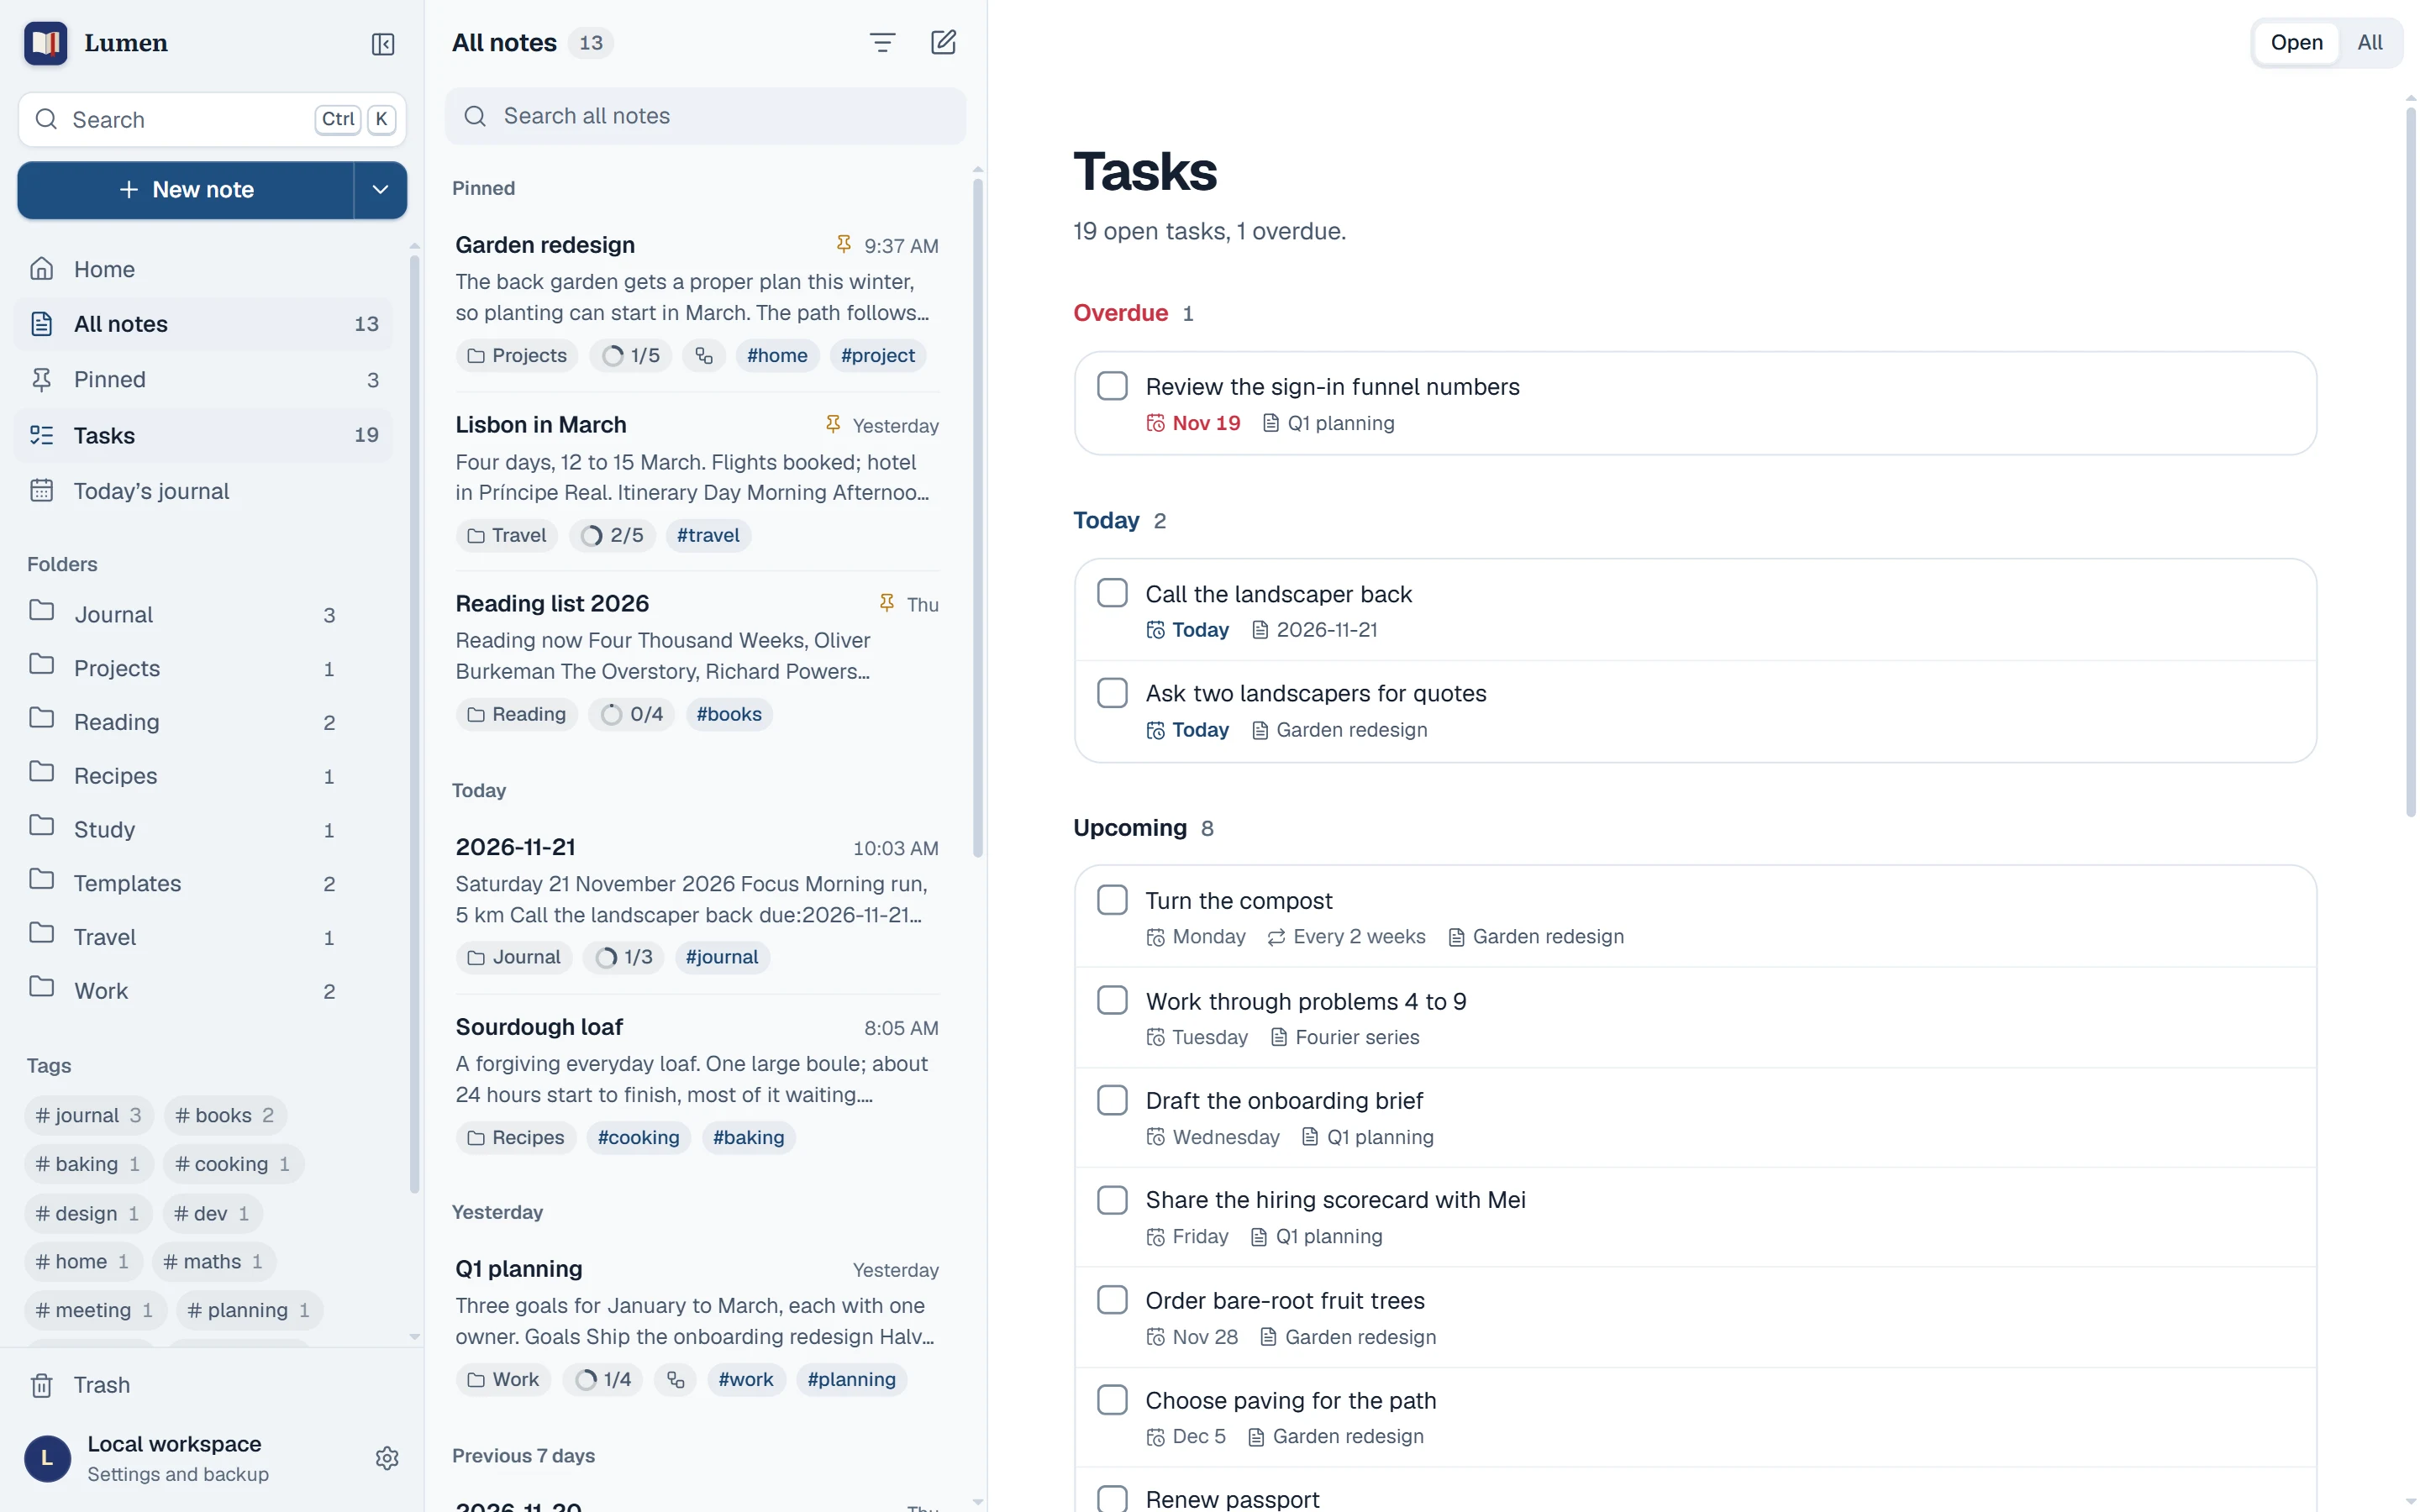 Lumen
Search Ctrl K
New note
Home
All notes 13
Pinned 3
Tasks 19
Today’s journal
Folders
Journal 3
Projects 1
Reading 2
Recipes 1
Study 1
Templates 2
Travel 1
Work 2
Tags
# journal 3 # books 2
# baking 1 # cooking 1
# design 1 # dev 1
# home 1 # maths 1
# meeting 1 # planning 1
Trash
L
Local workspace
Settings and backup
All notes 13
Search all notes
Pinned
Garden redesign 9:37 AM
The back garden gets a proper plan this winter,
so planting can start in March. The path follows…
Projects 1/5 #home #project
Lisbon in March Yesterday
Four days, 12 to 15 March. Flights booked; hotel
in Príncipe Real. Itinerary Day Morning Afternoo…
Travel 2/5 #travel
Reading list 2026 Thu
Reading now Four Thousand Weeks, Oliver
Burkeman The Overstory, Richard Powers…
Reading 0/4 #books
Today
2026-11-21 10:03 AM
Saturday 21 November 2026 Focus Morning run,
5 km Call the landscaper back due:2026-11-21…
Journal 1/3 #journal
Sourdough loaf 8:05 AM
A forgiving everyday loaf. One large boule; about
24 hours start to finish, most of it waiting.…
Recipes #cooking #baking
Yesterday
Q1 planning Yesterday
Three goals for January to March, each with one
owner. Goals Ship the onboarding redesign Halv…
Work 1/4 #work #planning
Previous 7 days
2026-11-20 Thu
Open All
Tasks
19 open tasks, 1 overdue.
Overdue 1
Review the sign-in funnel numbers
Nov 19 Q1 planning
Today 2
Call the landscaper back
Today 2026-11-21
Ask two landscapers for quotes
Today Garden redesign
Upcoming 8
Turn the compost
Monday Every 2 weeks Garden redesign
Work through problems 4 to 9
Tuesday Fourier series
Draft the onboarding brief
Wednesday Q1 planning
Share the hiring scorecard with Mei
Friday Q1 planning
Order bare-root fruit trees
Nov 28 Garden redesign
Choose paving for the path
Dec 5 Garden redesign
Renew passport